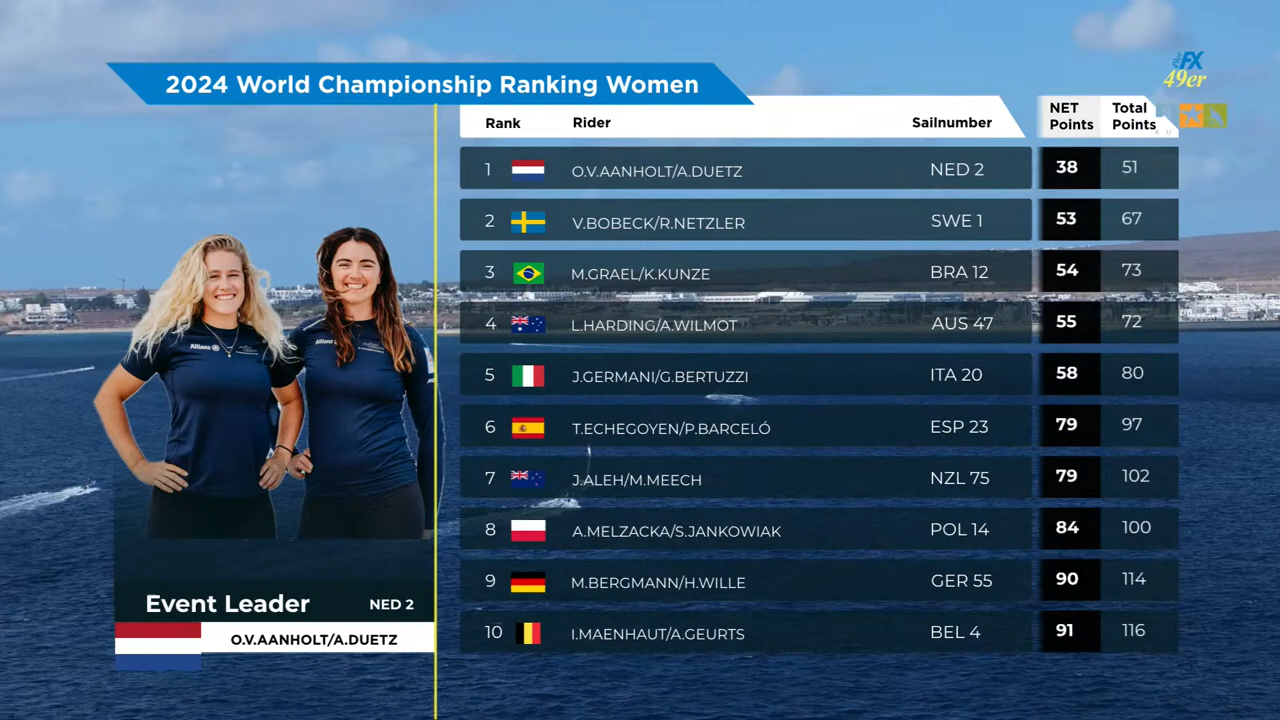 2024 World Championship Ranking Women
FX
49er
Rank Rider Sailnumber NET Points Total Points
1 O.V.AANHOLT/A.DUETZ NED 2 38 51
2 V.BOBECK/R.NETZLER SWE 1 53 67
3 M.GRAEL/K.KUNZE BRA 12 54 73
4 L.HARDING/A.WILMOT AUS 47 55 72
5 J.GERMANI/G.BERTUZZI ITA 20 58 80
6 T.ECHEGOYEN/P.BARCELÓ ESP 23 79 97
7 J.ALEH/M.MEECH NZL 75 79 102
8 A.MELZACKA/S.JANKOWIAK POL 14 84 100
9 M.BERGMANN/H.WILLE GER 55 90 114
10 I.MAENHAUT/A.GEURTS BEL 4 91 116
Allianz
Allianz
Event Leader NED 2
O.V.AANHOLT/A.DUETZ